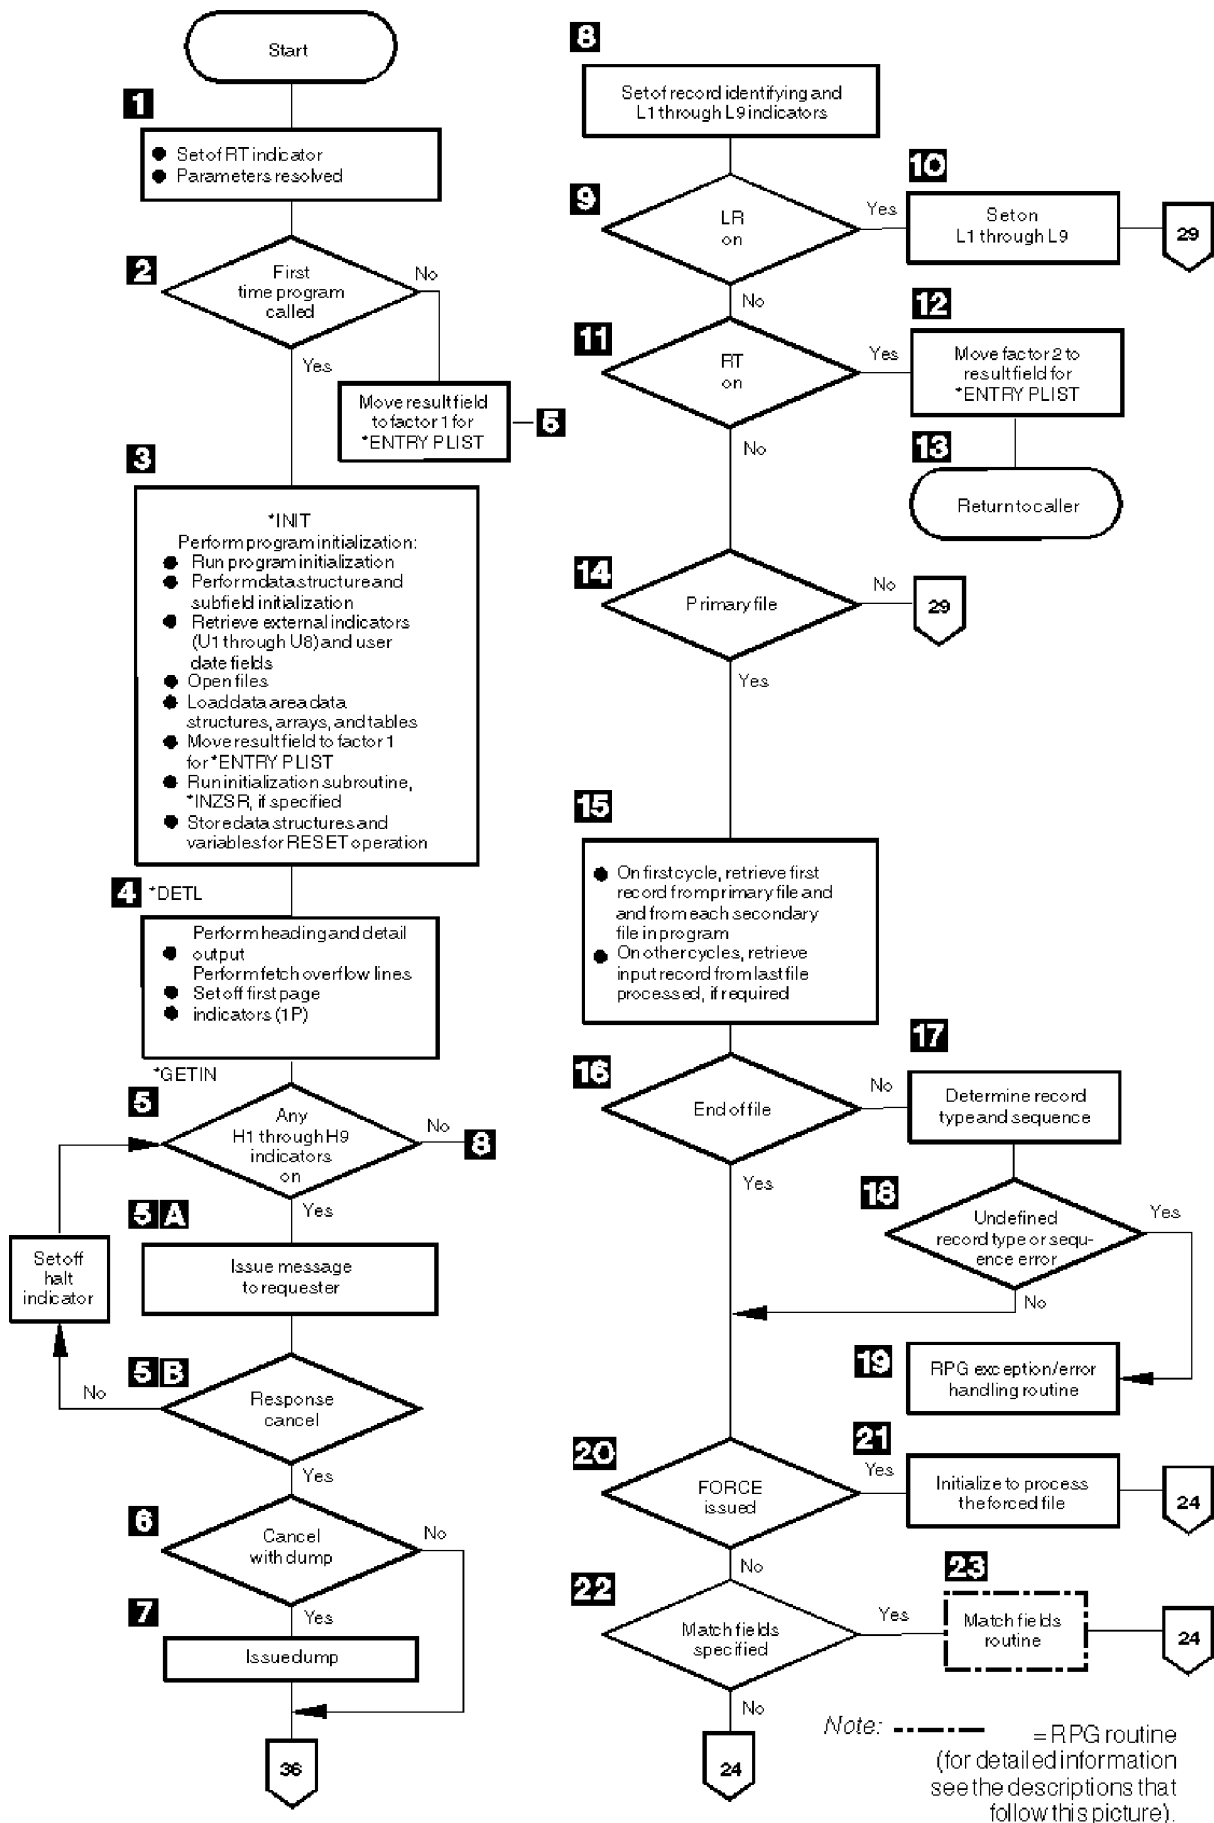 Start
1
Setof RT indicator
Parameters resolved
2
First
time program
called
No
Yes
Move result field
to factor 1 for
*ENTRY PLIST
5
3
*INIT
Perform program initialization:
Run program initialization
Perform data structure and
subfield initialization
Retrieve external indicators
(U1 through U8) and user
date fields
Open files
Load data area data
structures, arrays, and tables
Move result field to factor 1
for *ENTRY PLIST
Run initialization subroutine,
*INZSR, if specified
Store data structures and
variables for RESET operation
4 *DETL
Perform heading and detail
output
Perform fetch overflow lines
Set off first page
indicators (1P)
*GETIN
5
Any
H1 through H9
indicators
on
No
8
Yes
5 A
Issue message
to requester
Set off
halt
indicator
5 B
No
Response
cancel
Yes
6
Cancel
with dump
No
Yes
7
Issue dump
36
8
Set of record identifying and
L1 through L9 indicators
9
LR
on
Yes
10
Set on
L1 through L9
29
No
11
RT
on
Yes
12
Move factor 2 to
result field for
*ENTRY PLIST
No
13
Return to caller
14
Primary file
No
29
Yes
15
On first cycle, retrieve first
record from primary file and
and from each secondary
file in program
On other cycles, retrieve
input record from last file
processed, if required
16
End of file
No
17
Determine record
type and sequence
Yes
18
Undefined
record type or sequ-
ence error
Yes
No
19
RPG exception/error
handling routine
20
FORCE
issued
Yes
21
Initialize to process
the forced file
24
No
22
Match fields
specified
Yes
23
Match fields
routine
24
No
24
Note: = RPG routine
(for detailed information
see the descriptions that
follow this picture).